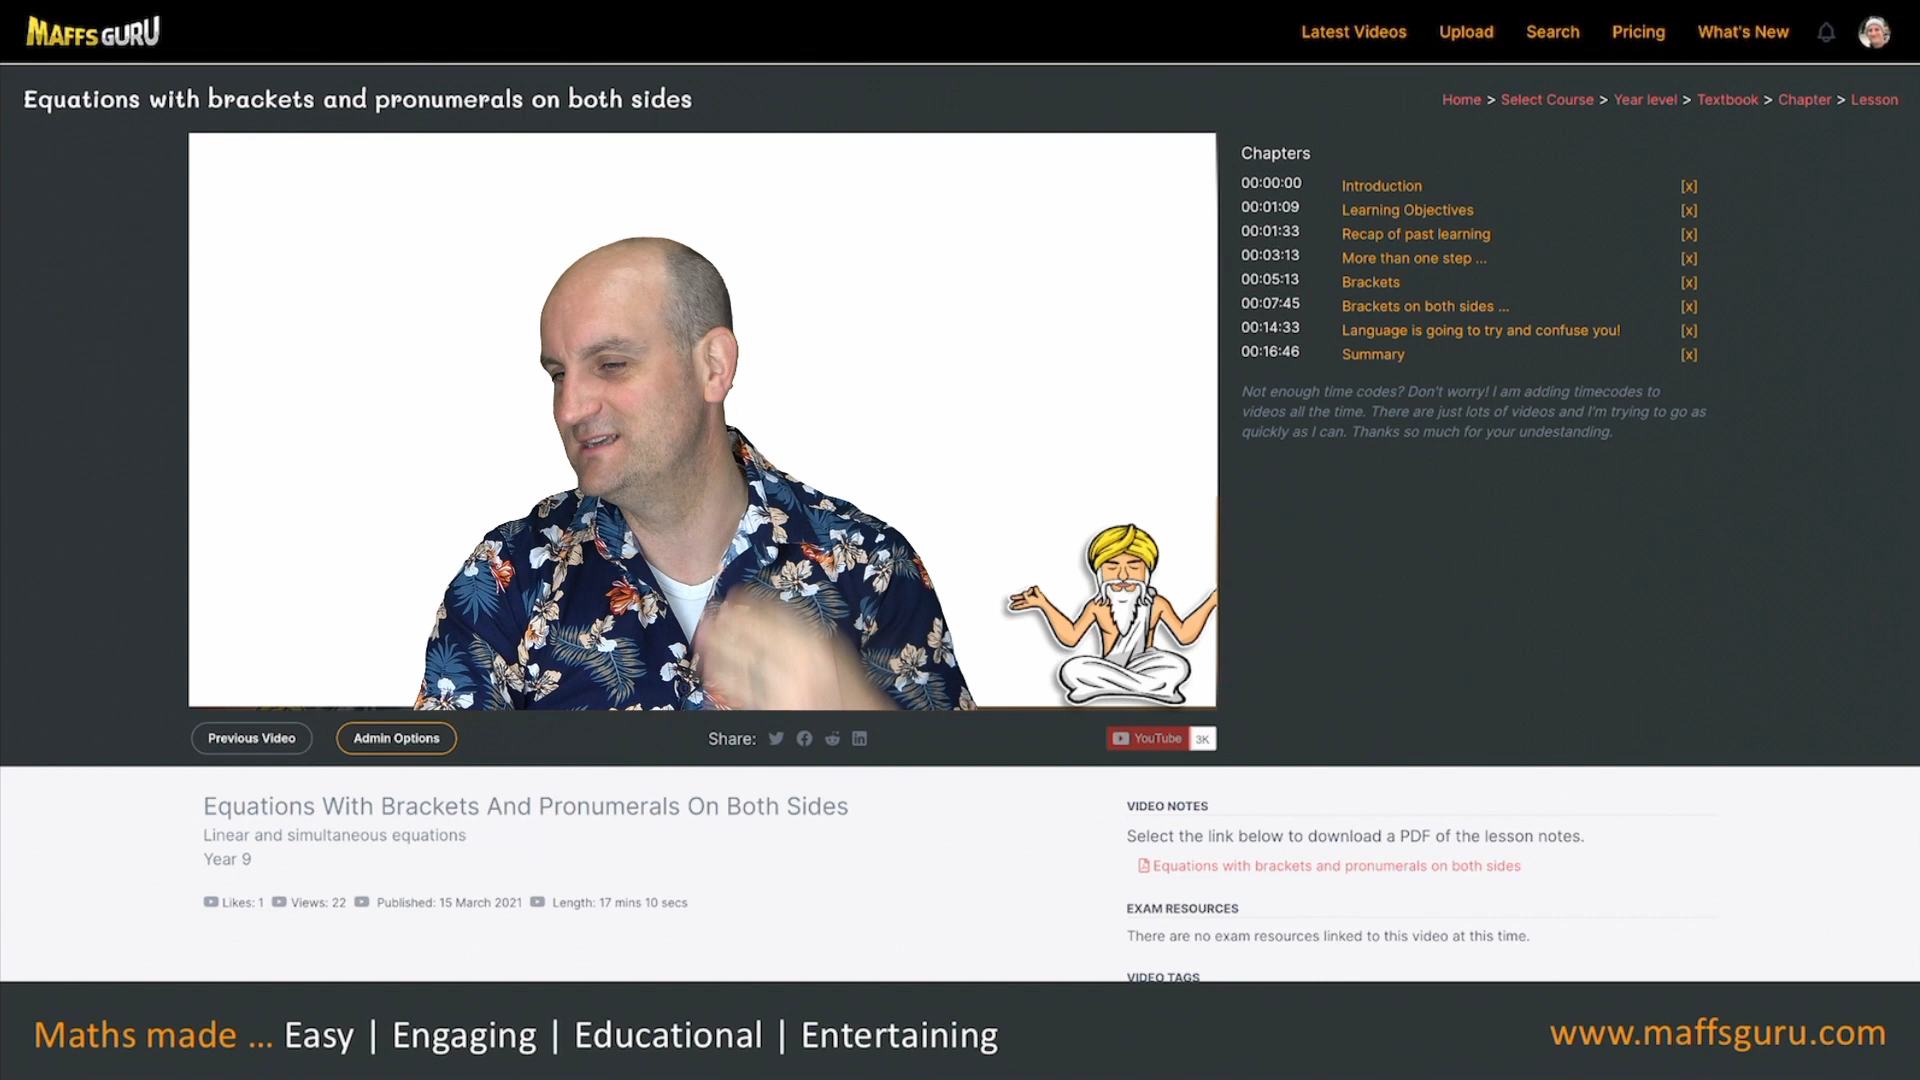 MAFFSGURU
Latest Videos Upload Search Pricing What's New
Equations with brackets and pronumerals on both sides
Home > Select Course > Year level > Textbook > Chapter > Lesson
Chapters
00:00:00 Introduction [x]
00:01:09 Learning Objectives [x]
00:01:33 Recap of past learning [x]
00:03:13 More than one step ... [x]
00:05:13 Brackets [x]
00:07:45 Brackets on both sides ... [x]
00:14:33 Language is going to try and confuse you! [x]
00:16:46 Summary [x]
Not enough time codes? Don't worry! I am adding timecodes to
videos all the time. There are just lots of videos and I'm trying to go as
quickly as I can. Thanks so much for your undestanding.
Previous Video Admin Options Share: YouTube 3K
Equations With Brackets And Pronumerals On Both Sides
Linear and simultaneous equations
Year 9
Likes: 1 Views: 22 Published: 15 March 2021 Length: 17 mins 10 secs
VIDEO NOTES
Select the link below to download a PDF of the lesson notes.
Equations with brackets and pronumerals on both sides
EXAM RESOURCES
There are no exam resources linked to this video at this time.
VIDEO TAGS
Maths made ... Easy | Engaging | Educational | Entertaining
www.maffsguru.com